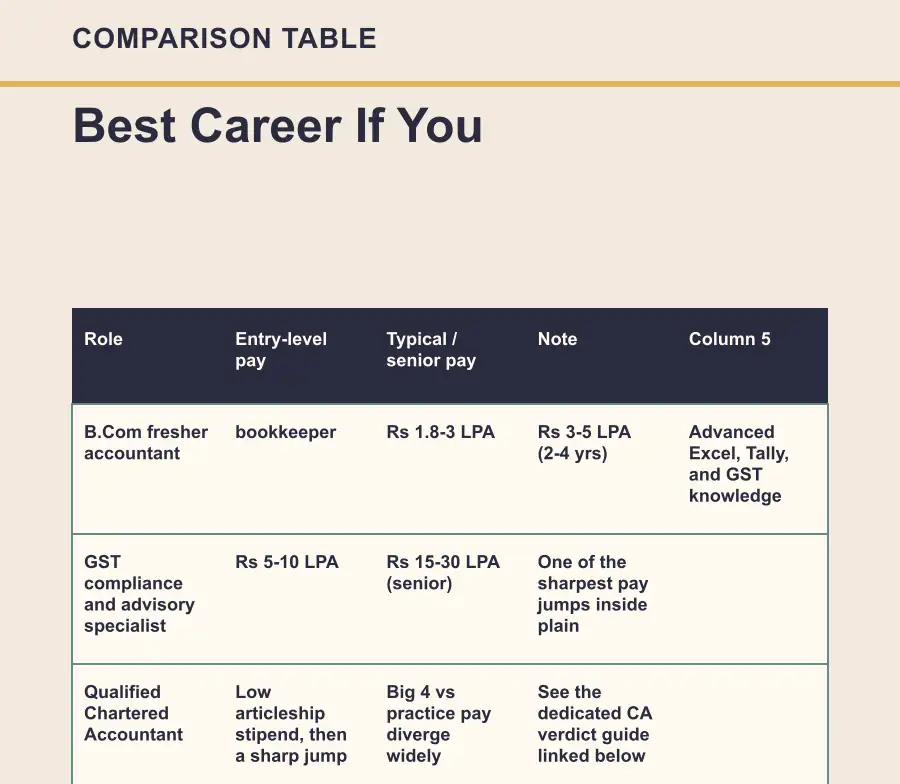 COMPARISON TABLE
Best Career If You
Role
Entry-level
pay
Typical /
senior pay
Note
Column 5
B.Com fresher
accountant
bookkeeper
Rs 1.8-3 LPA
Rs 3-5 LPA
(2-4 yrs)
Advanced
Excel, Tally,
and GST
knowledge
GST
compliance
and advisory
specialist
Rs 5-10 LPA
Rs 15-30 LPA
(senior)
One of the
sharpest pay
jumps inside
plain
Qualified
Chartered
Accountant
Low
articleship
stipend, then
a sharp jump
Big 4 vs
practice pay
diverge
widely
See the
dedicated CA
verdict guide
linked below